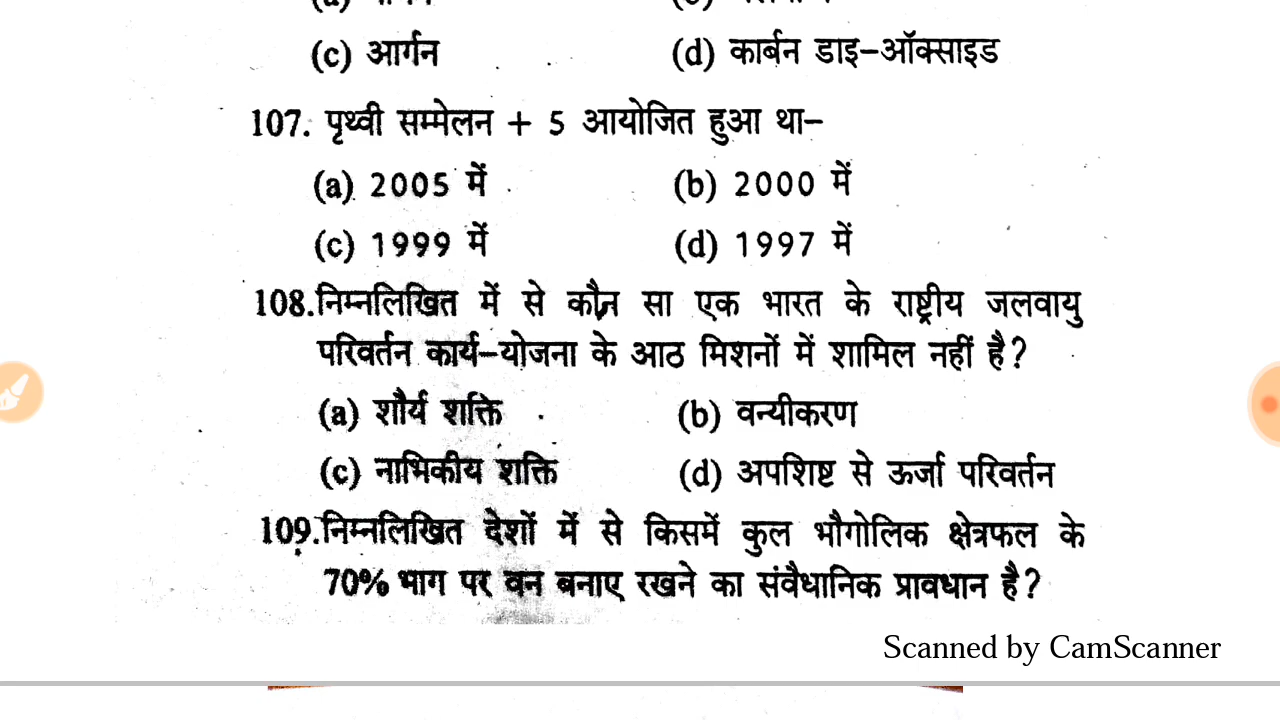 (c) आर्गन (d) कार्बन डाइ-ऑक्साइड
107. पृथ्वी सम्मेलन + 5 आयोजित हुआ था-
(a) 2005 में (b) 2000 में
(c) 1999 में (d) 1997 में
108.निम्नलिखित में से कौन सा एक भारत के राष्ट्रीय जलवायु
परिवर्तन कार्य-योजना के आठ मिशनों में शामिल नहीं है?
(a) शौर्य शक्ति (b) वन्यीकरण
(c) नाभिकीय शक्ति (d) अपशिष्ट से ऊर्जा परिवर्तन
109.निम्नलिखित देशों में से किसमें कुल भौगोलिक क्षेत्रफल के
70% भाग पर वन बनाए रखने का संवैधानिक प्रावधान है?
Scanned by CamScanner